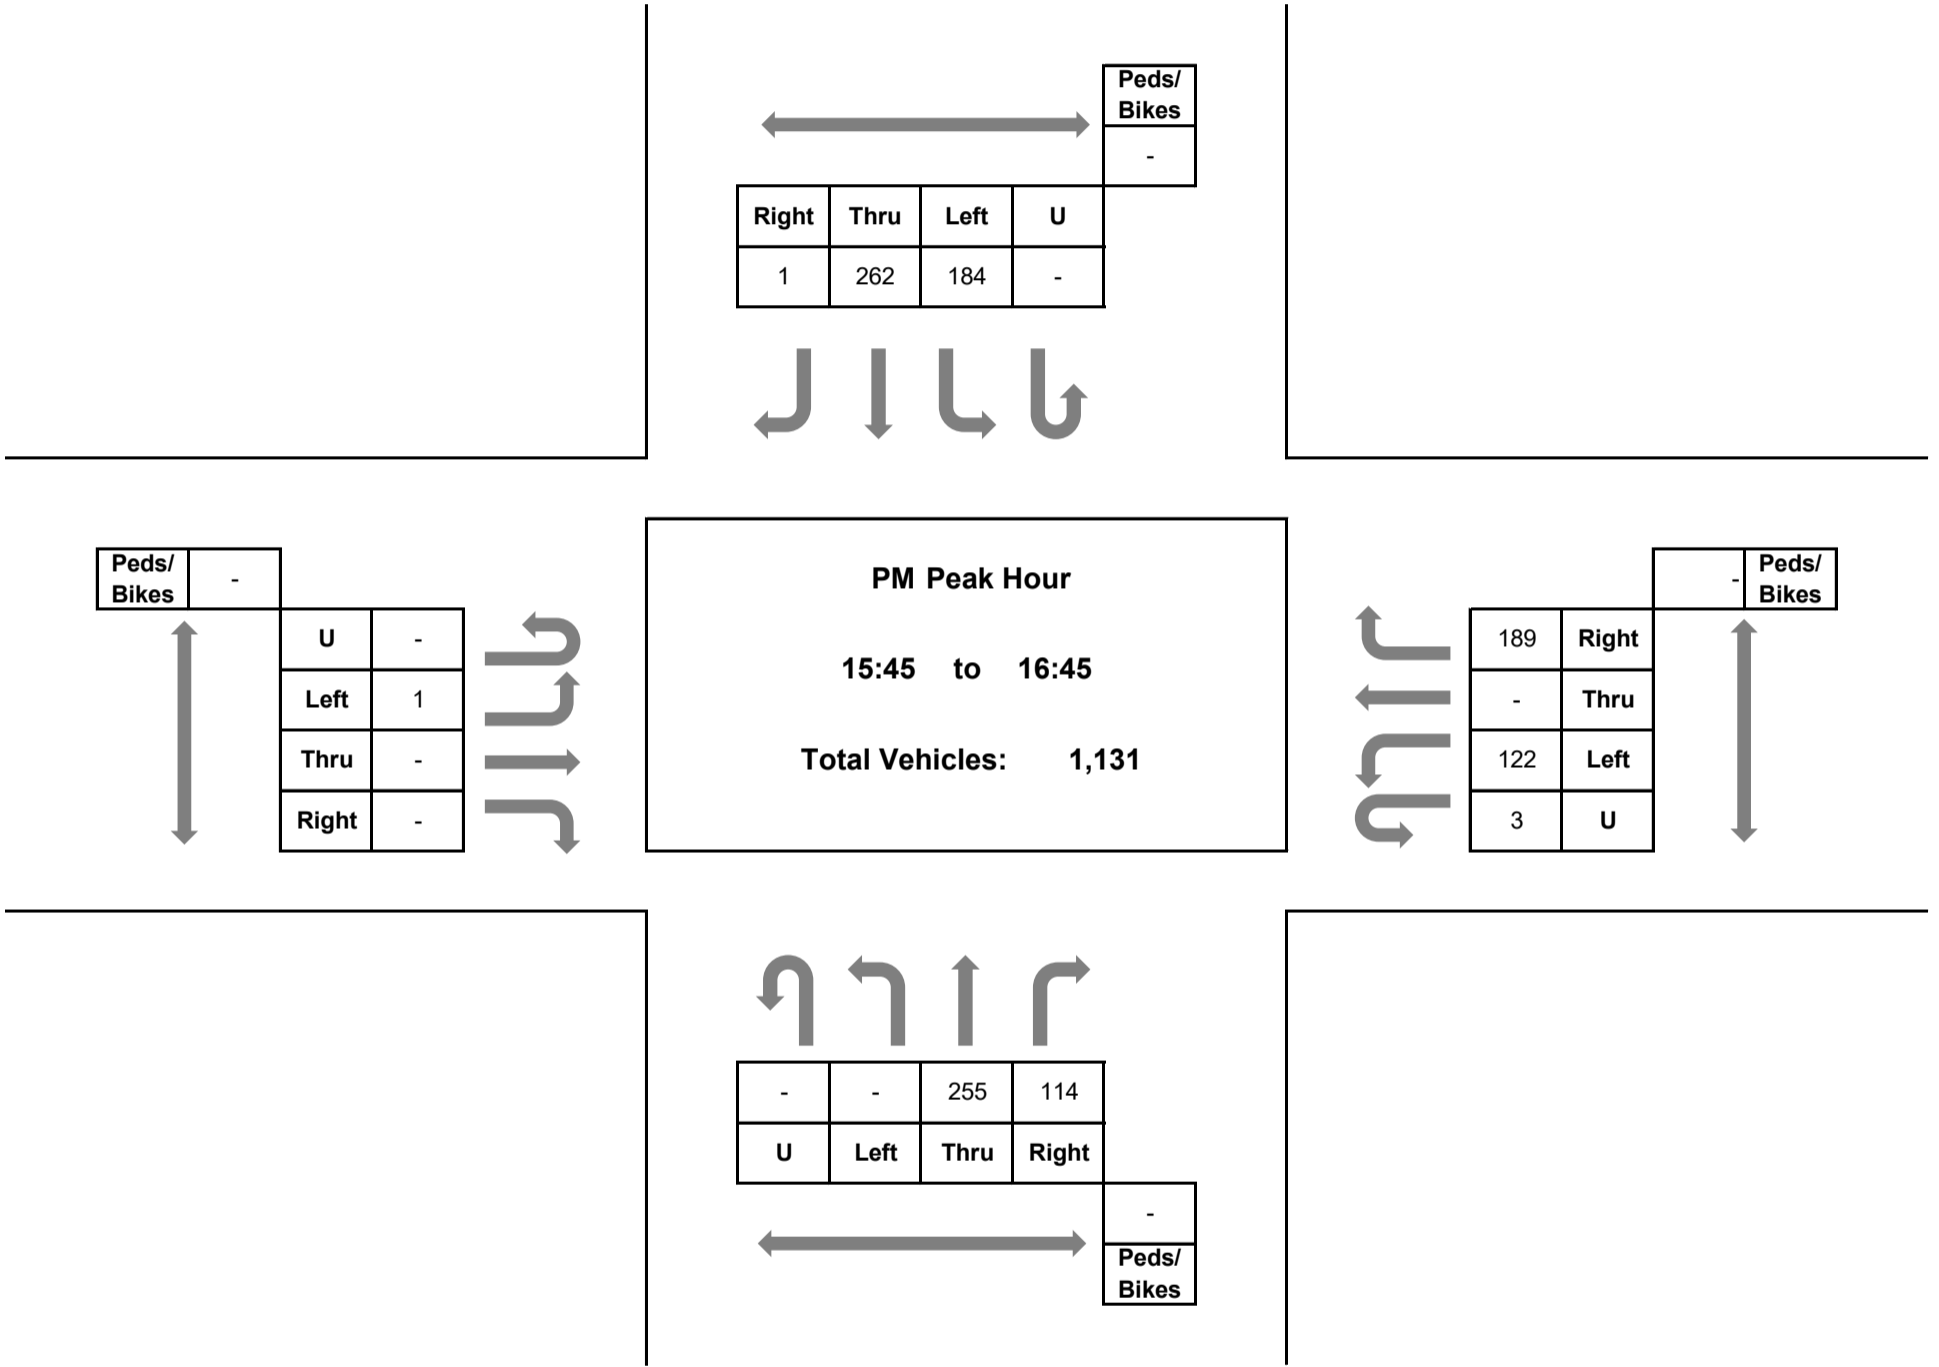 Peds/
Bikes
-
Right Thru Left U
1 262 184 -
Peds/
Bikes
-
U -
Left 1
Thru -
Right -
PM Peak Hour
15:45 to 16:45
Total Vehicles: 1,131
- Peds/
Bikes
189 Right
- Thru
122 Left
3 U
- - 255 114
U Left Thru Right
-
Peds/
Bikes